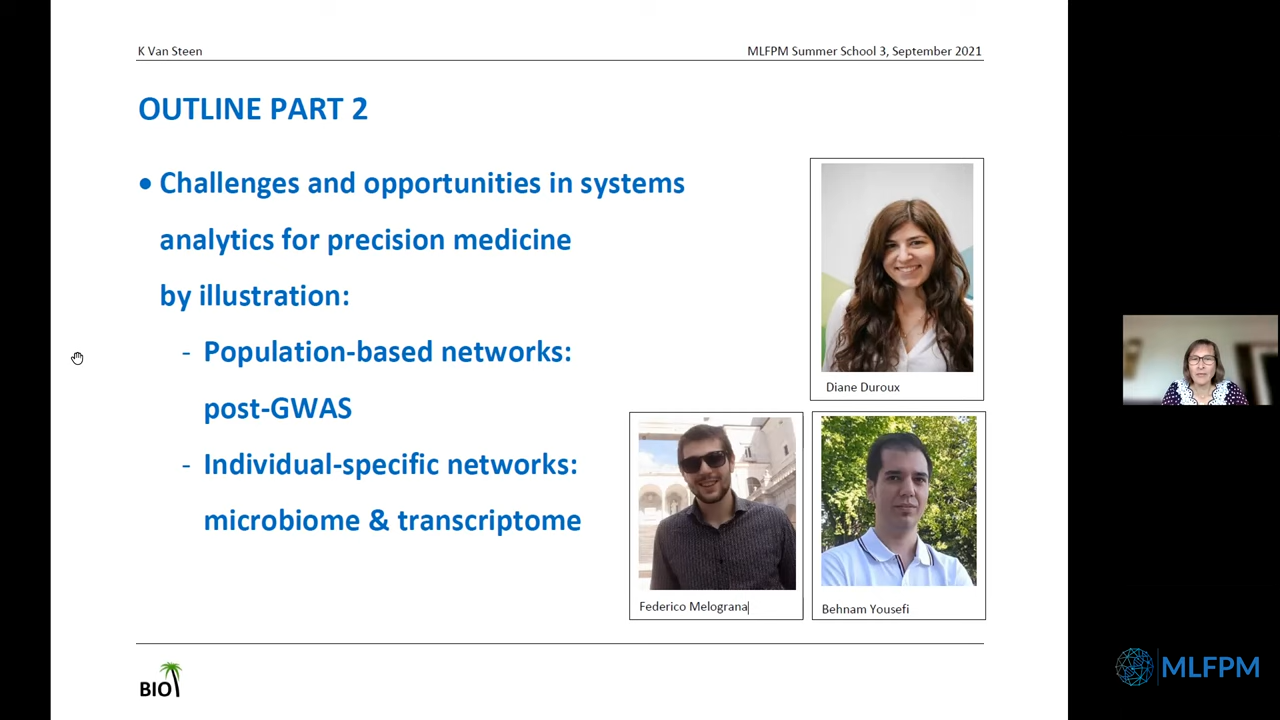 K Van Steen
MLFPM Summer School 3, September 2021
OUTLINE PART 2
• Challenges and opportunities in systems
analytics for precision medicine
by illustration:
- Population-based networks:
post-GWAS
- Individual-specific networks:
microbiome & transcriptome
Diane Duroux
Federico Melograna
Behnam Yousefi
BIO
MLFPM